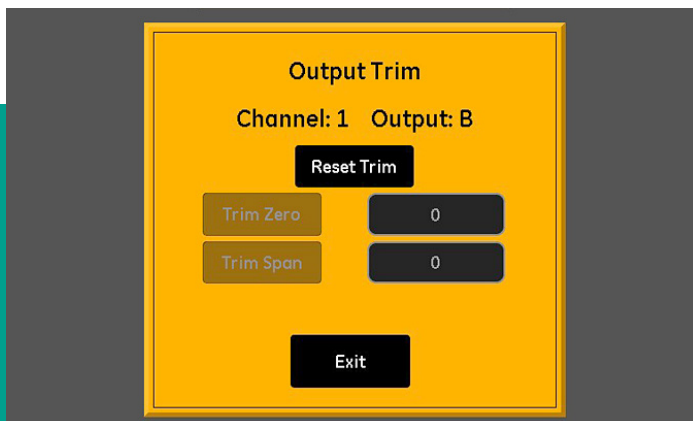 Output Trim
Channel: 1 Output: B
Reset Trim
Trim Zero 0
Trim Span 0
Exit